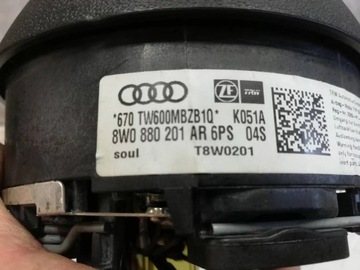 ZF TRW
*670 TW600MBZB1Q* K051A
8W0 880 201 AR 6PS 04S
soul T8W0201